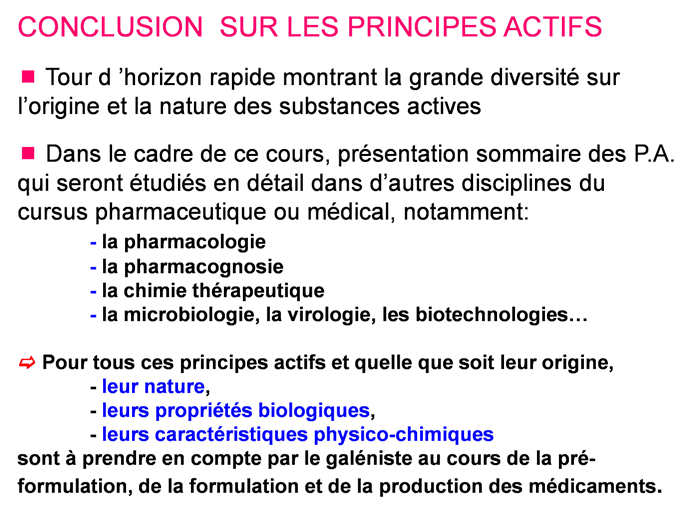 CONCLUSION SUR LES PRINCIPES ACTIFS
■ Tour d ’horizon rapide montrant la grande diversité sur
l’origine et la nature des substances actives
■ Dans le cadre de ce cours, présentation sommaire des P.A.
qui seront étudiés en détail dans d’autres disciplines du
cursus pharmaceutique ou médical, notamment:
- la pharmacologie
- la pharmacognosie
- la chimie thérapeutique
- la microbiologie, la virologie, les biotechnologies…
⇨ Pour tous ces principes actifs et quelle que soit leur origine,
- leur nature,
- leurs propriétés biologiques,
- leurs caractéristiques physico-chimiques
sont à prendre en compte par le galéniste au cours de la pré-
formulation, de la formulation et de la production des médicaments.